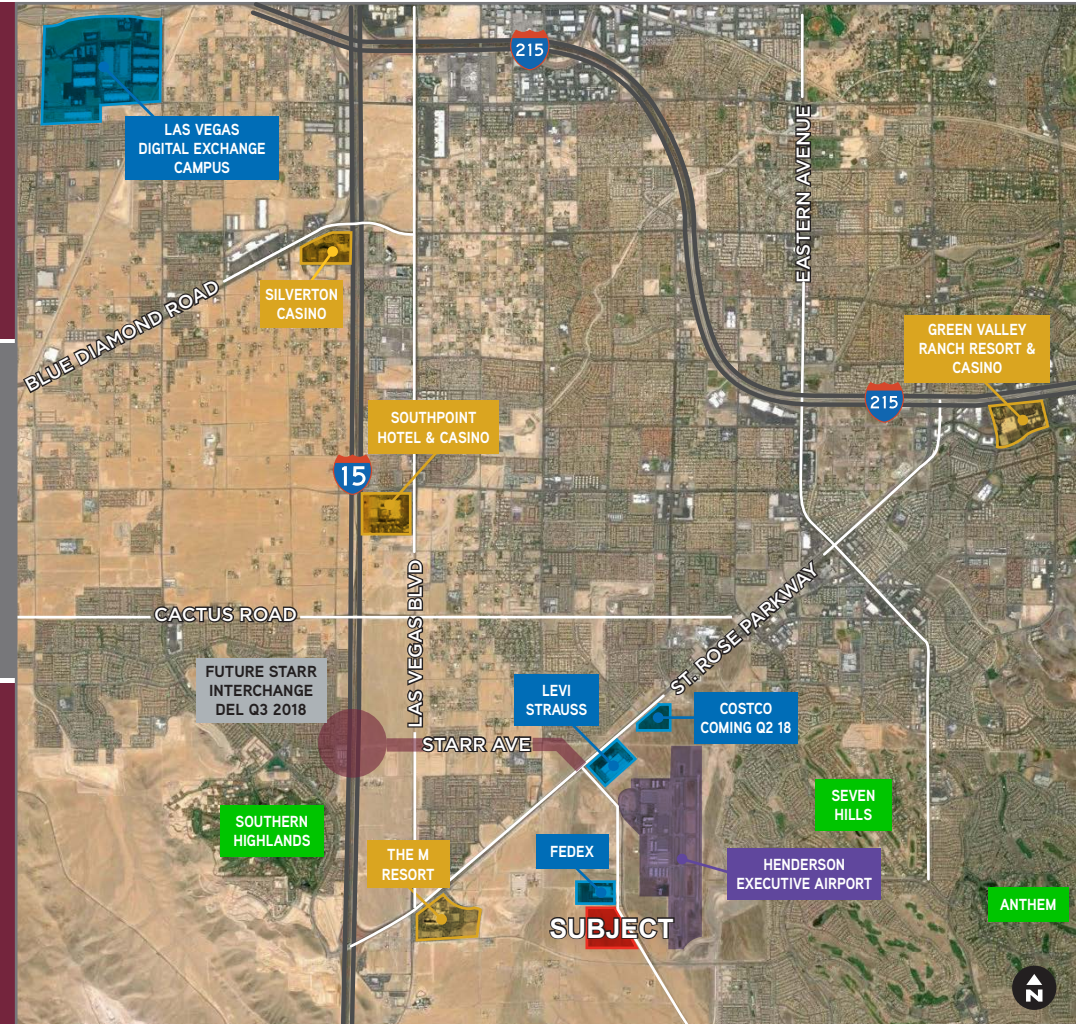 215
LAS VEGAS
DIGITAL EXCHANGE
CAMPUS
EASTERN AVENUE
SILVERTON
CASINO
BLUE DIAMOND ROAD
GREEN VALLEY
RANCH RESORT &
CASINO
215
SOUTHPOINT
HOTEL & CASINO
15
LAS VEGAS BLVD
CACTUS ROAD
ST. ROSE PARKWAY
FUTURE STARR
INTERCHANGE
DEL Q3 2018
LEVI
STRAUSS
COSTCO
COMING Q2 18
STARR AVE
SEVEN
HILLS
SOUTHERN
HIGHLANDS
THE M
RESORT
FEDEX
HENDERSON
EXECUTIVE AIRPORT
ANTHEM
SUBJECT
N